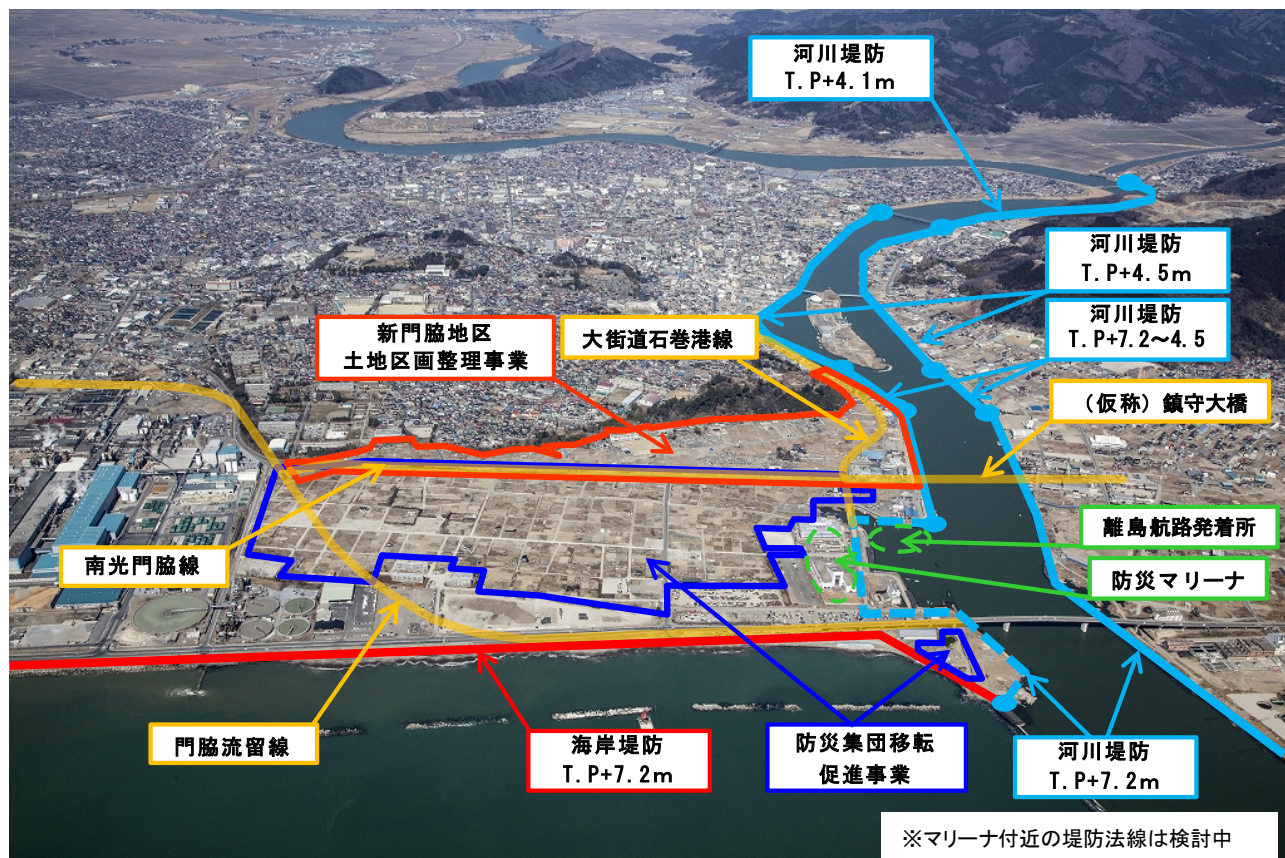 河川堤防
T.P+4.1m
河川堤防
T.P+4.5m
河川堤防
T.P+7.2～4.5
新門脇地区
土地区画整理事業
大街道石巻港線
（仮称）鎮守大橋
離島航路発着所
防災マリーナ
南光門脇線
門脇流留線
海岸堤防
T.P+7.2m
防災集団移転
促進事業
河川堤防
T.P+7.2m
※マリーナ付近の堤防法線は検討中